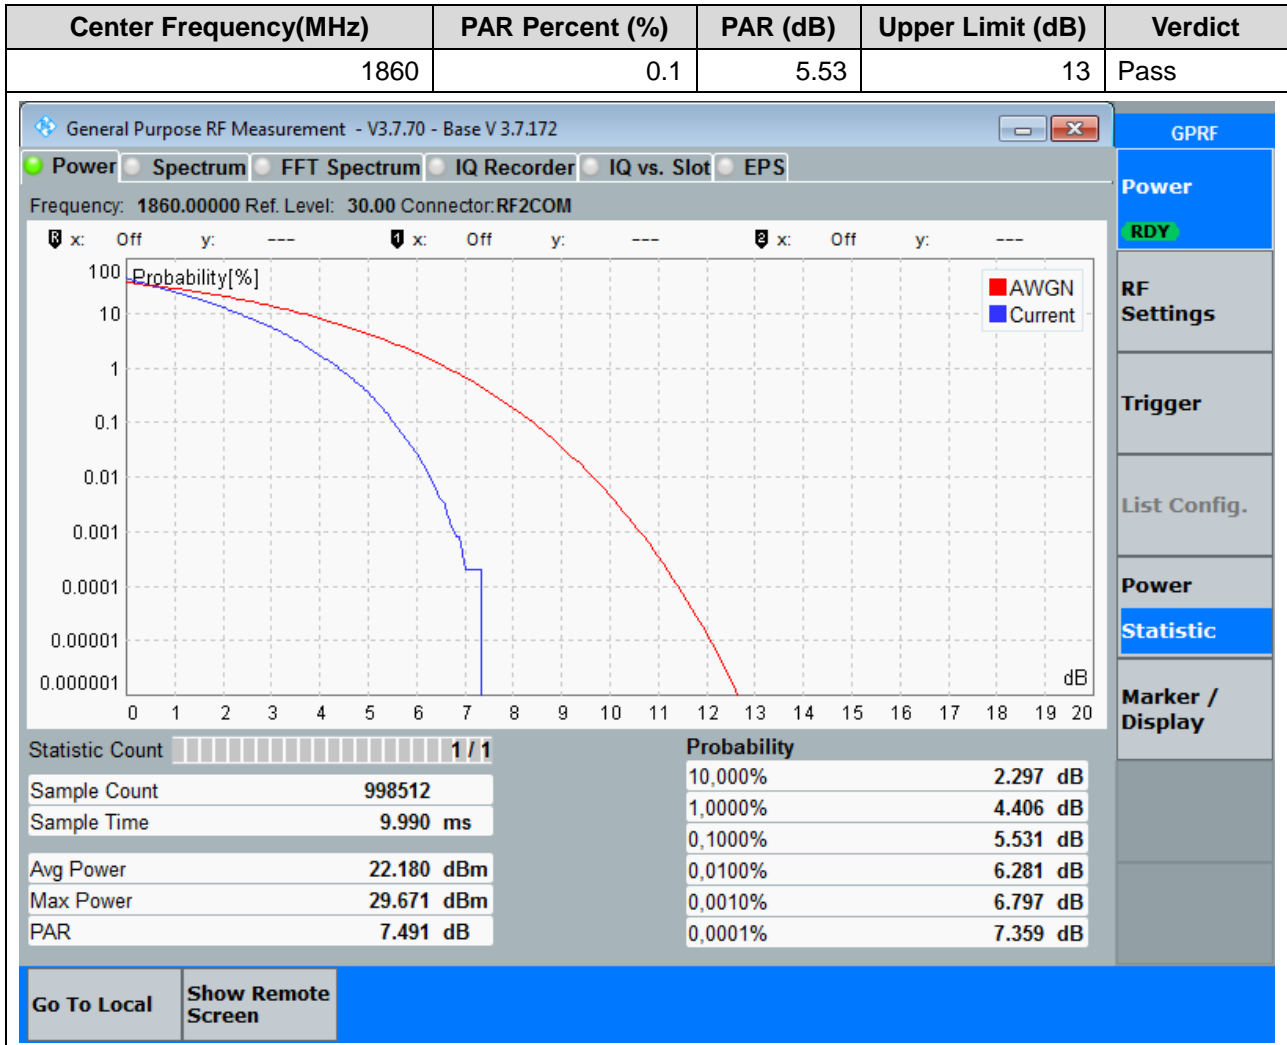 Center Frequency(MHz) PAR Percent (%) PAR (dB) Upper Limit (dB) Verdict
1860 0.1 5.53 13 Pass
General Purpose RF Measurement - V3.7.70 - Base V 3.7.172
GPRF
Power Spectrum FFT Spectrum IQ Recorder IQ vs. Slot EPS
Power
RDY
Frequency: 1860.00000 Ref. Level: 30.00 Connector:RF2COM
R x: Off y: --- 1 x: Off y: --- 2 x: Off y: ---
Probability[%]
AWGN
Current
100
10
1
0.1
0.01
0.001
0.0001
0.00001
0.000001
dB
0 1 2 3 4 5 6 7 8 9 10 11 12 13 14 15 16 17 18 19 20
RF
Settings
Trigger
List Config.
Power
Statistic
Marker /
Display
Statistic Count 1 / 1
Sample Count 998512
Sample Time 9.990 ms
Avg Power 22.180 dBm
Max Power 29.671 dBm
PAR 7.491 dB
Probability
10,000% 2.297 dB
1,0000% 4.406 dB
0,1000% 5.531 dB
0,0100% 6.281 dB
0,0010% 6.797 dB
0,0001% 7.359 dB
Go To Local
Show Remote
Screen